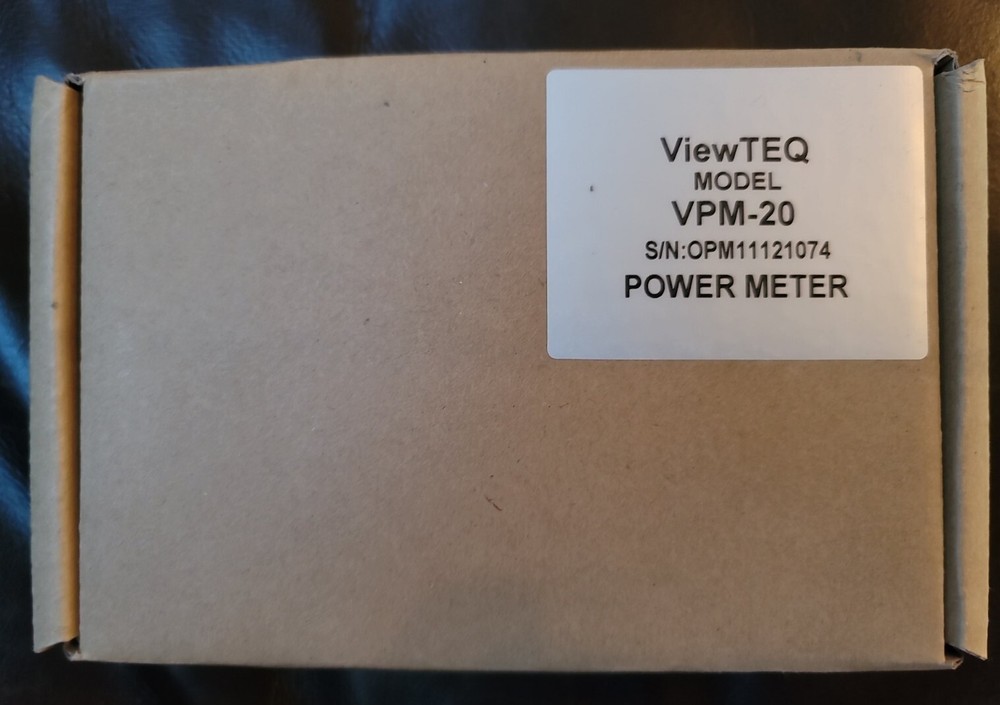 ViewTEQ
MODEL
VPM-20
S/N:OPM11121074
POWER METER